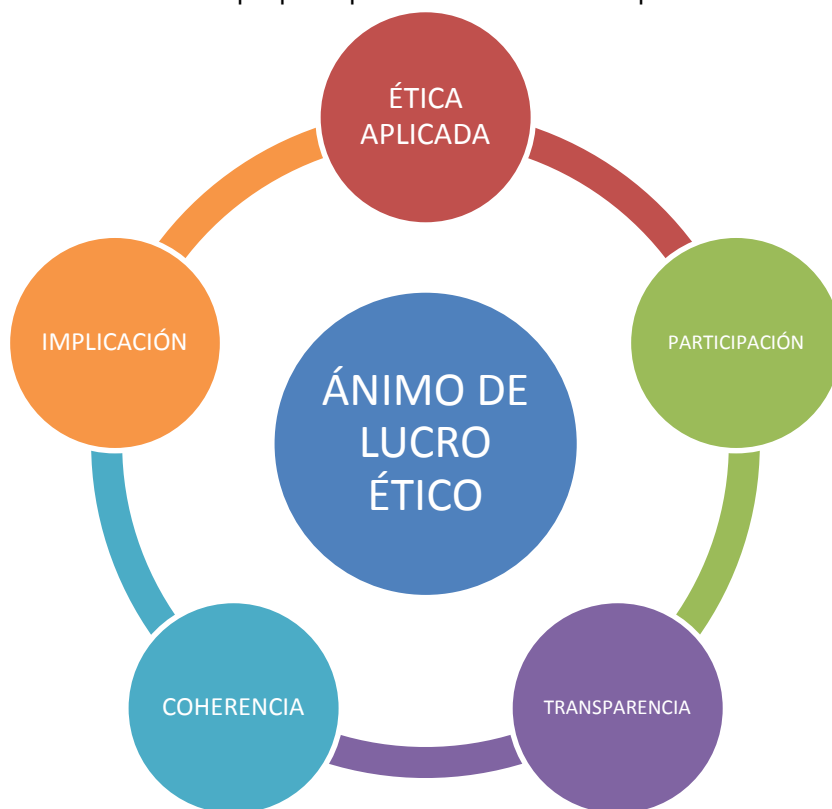 ÉTICA
APLICADA
PARTICIPACIÓN
TRANSPARENCIA
COHERENCIA
IMPLICACIÓN
ÁNIMO DE
LUCRO
ÉTICO